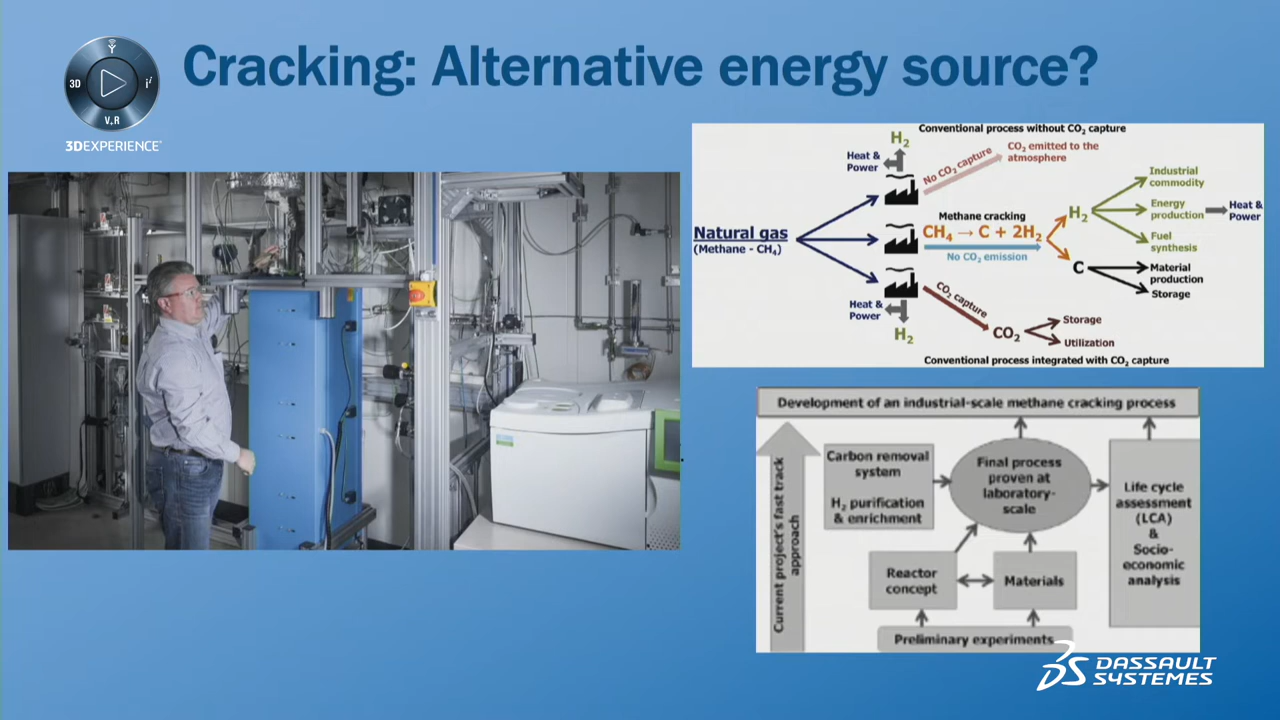 Cracking: Alternative energy source?
3D
V,R
i
3DEXPERIENCE
Conventional process without CO₂ capture
H₂
Heat &
Power
No CO₂ capture
CO₂ emitted to the
atmosphere
Natural gas
(Methane - CH₄)
Methane cracking
CH₄ → C + 2H₂
No CO₂ emission
H₂
Industrial
commodity
Energy
production
Heat &
Power
Fuel
synthesis
C
Material
production
Storage
Heat &
Power
H₂
CO₂ capture
CO₂
Storage
Utilization
Conventional process integrated with CO₂ capture
Development of an industrial-scale methane cracking process
Current project's fast track
approach
Carbon removal
system
H₂ purification
& enrichment
Final process
proven at
laboratory-
scale
Life cycle
assessment
(LCA)
&
Socio-
economic
analysis
Reactor
concept
Materials
Preliminary experiments
DASSAULT
SYSTEMES